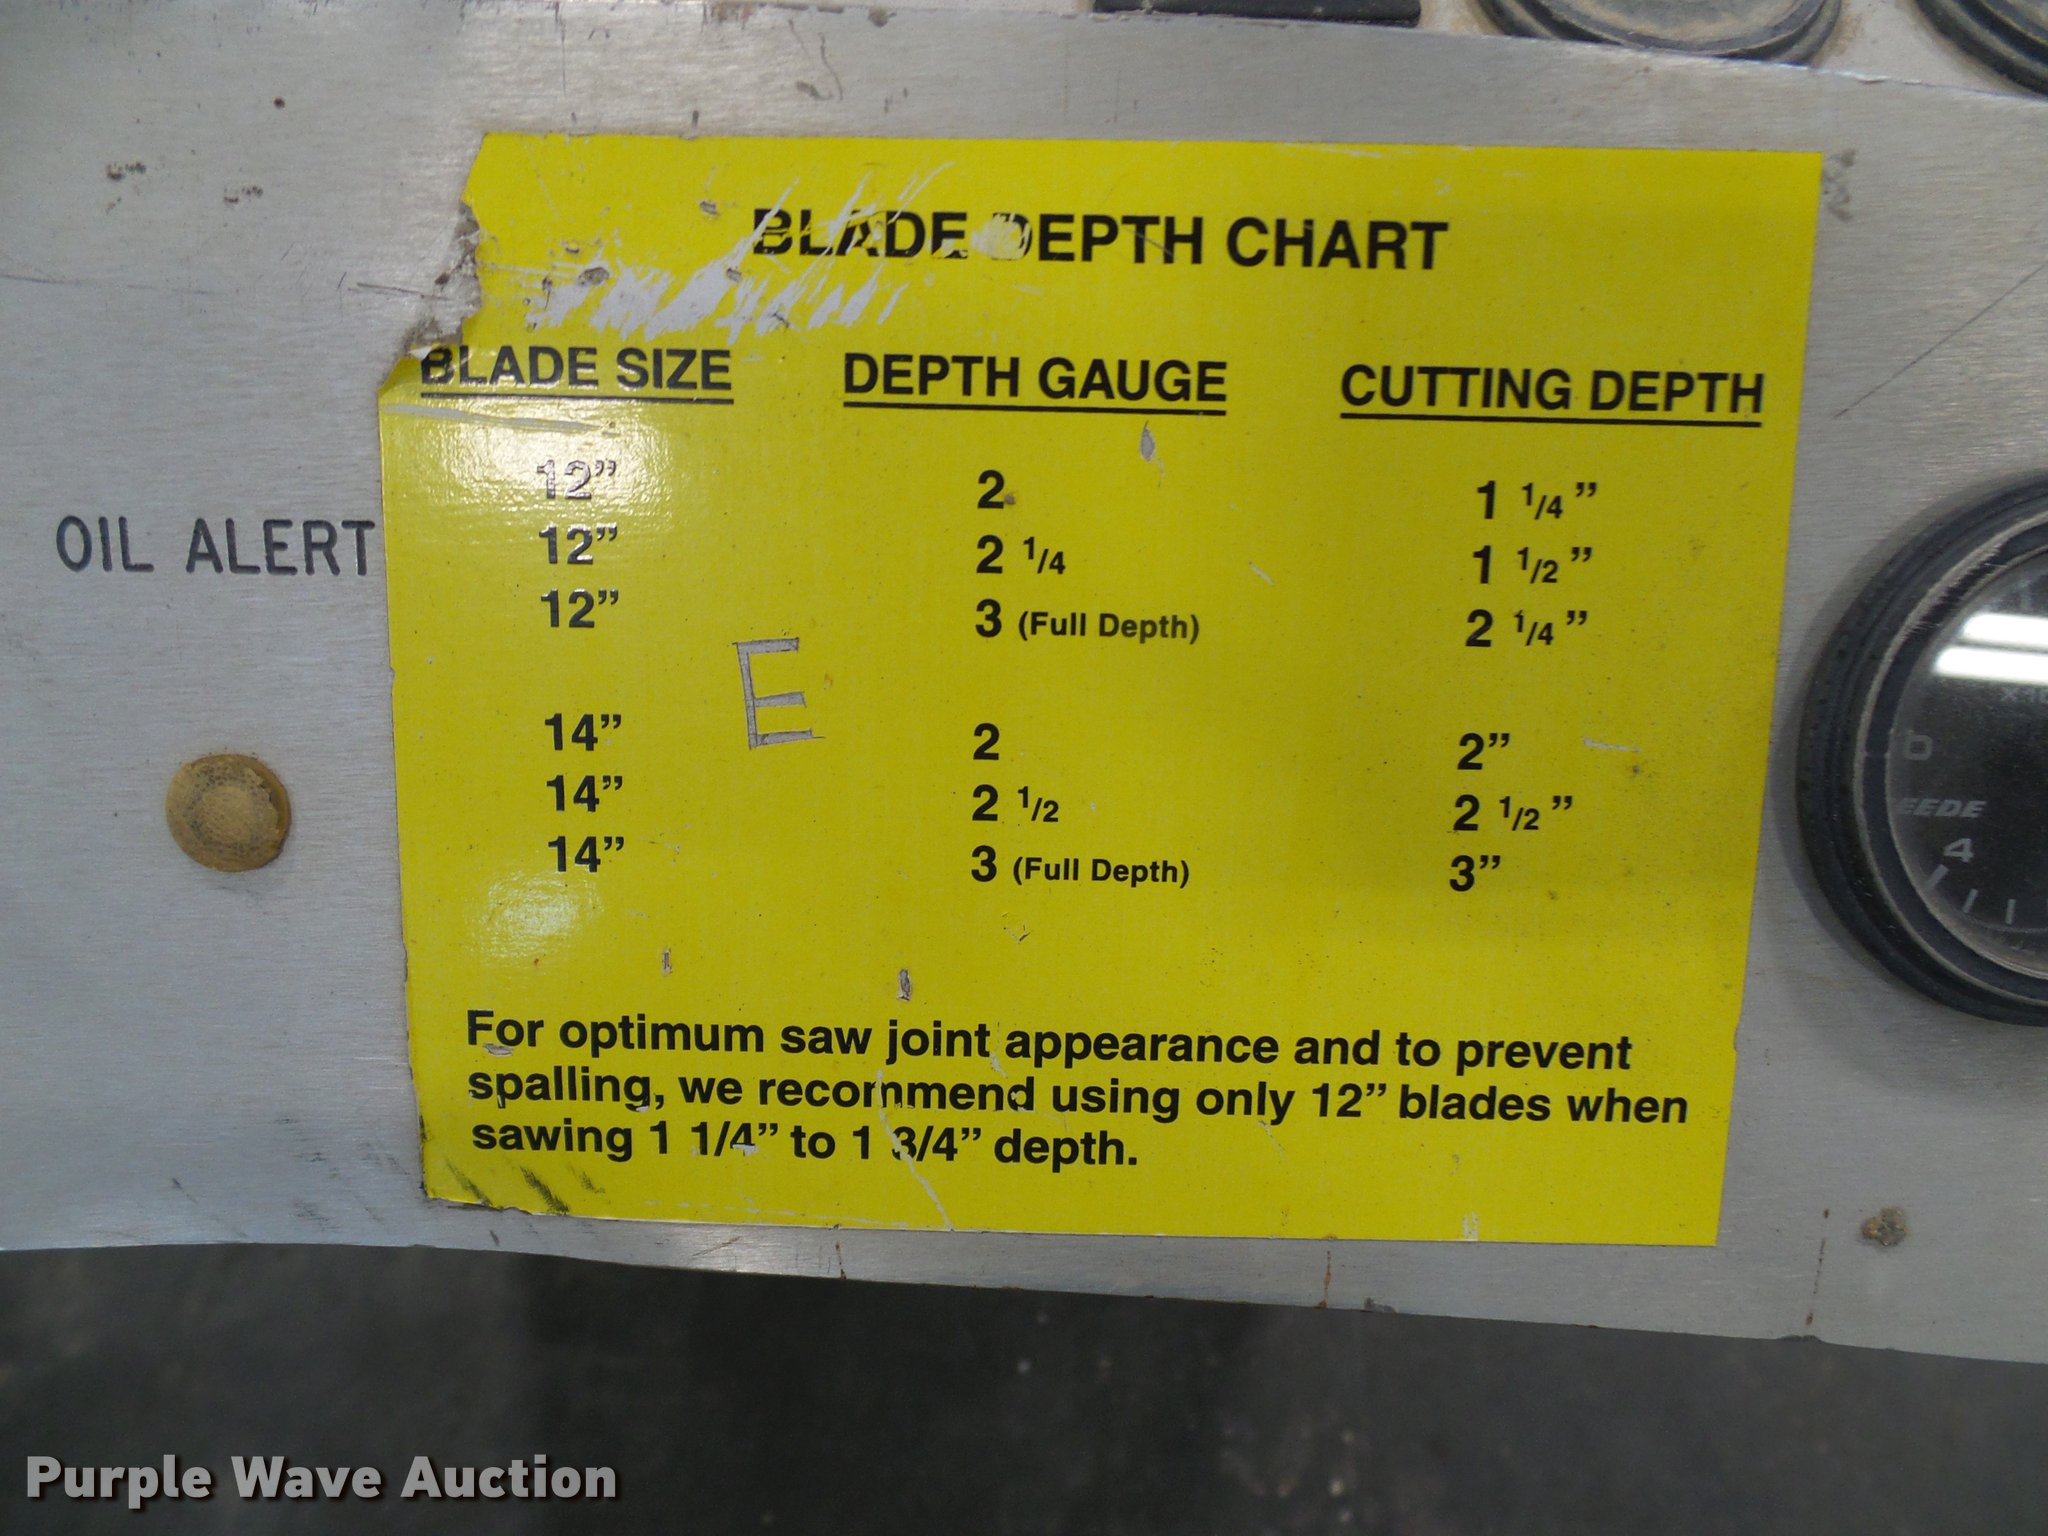 BLADE DEPTH CHART
BLADE SIZE DEPTH GAUGE CUTTING DEPTH
12” 2 1 1/4”
12” 2 1/4 1 1/2”
12” 3 (Full Depth) 2 1/4”
E
14” 2 2”
14” 2 1/2 2 1/2”
14” 3 (Full Depth) 3”
For optimum saw joint appearance and to prevent
spalling, we recommend using only 12” blades when
sawing 1 1/4” to 1 3/4” depth.
OIL ALERT
0
EEDE
4
Purple Wave Auction